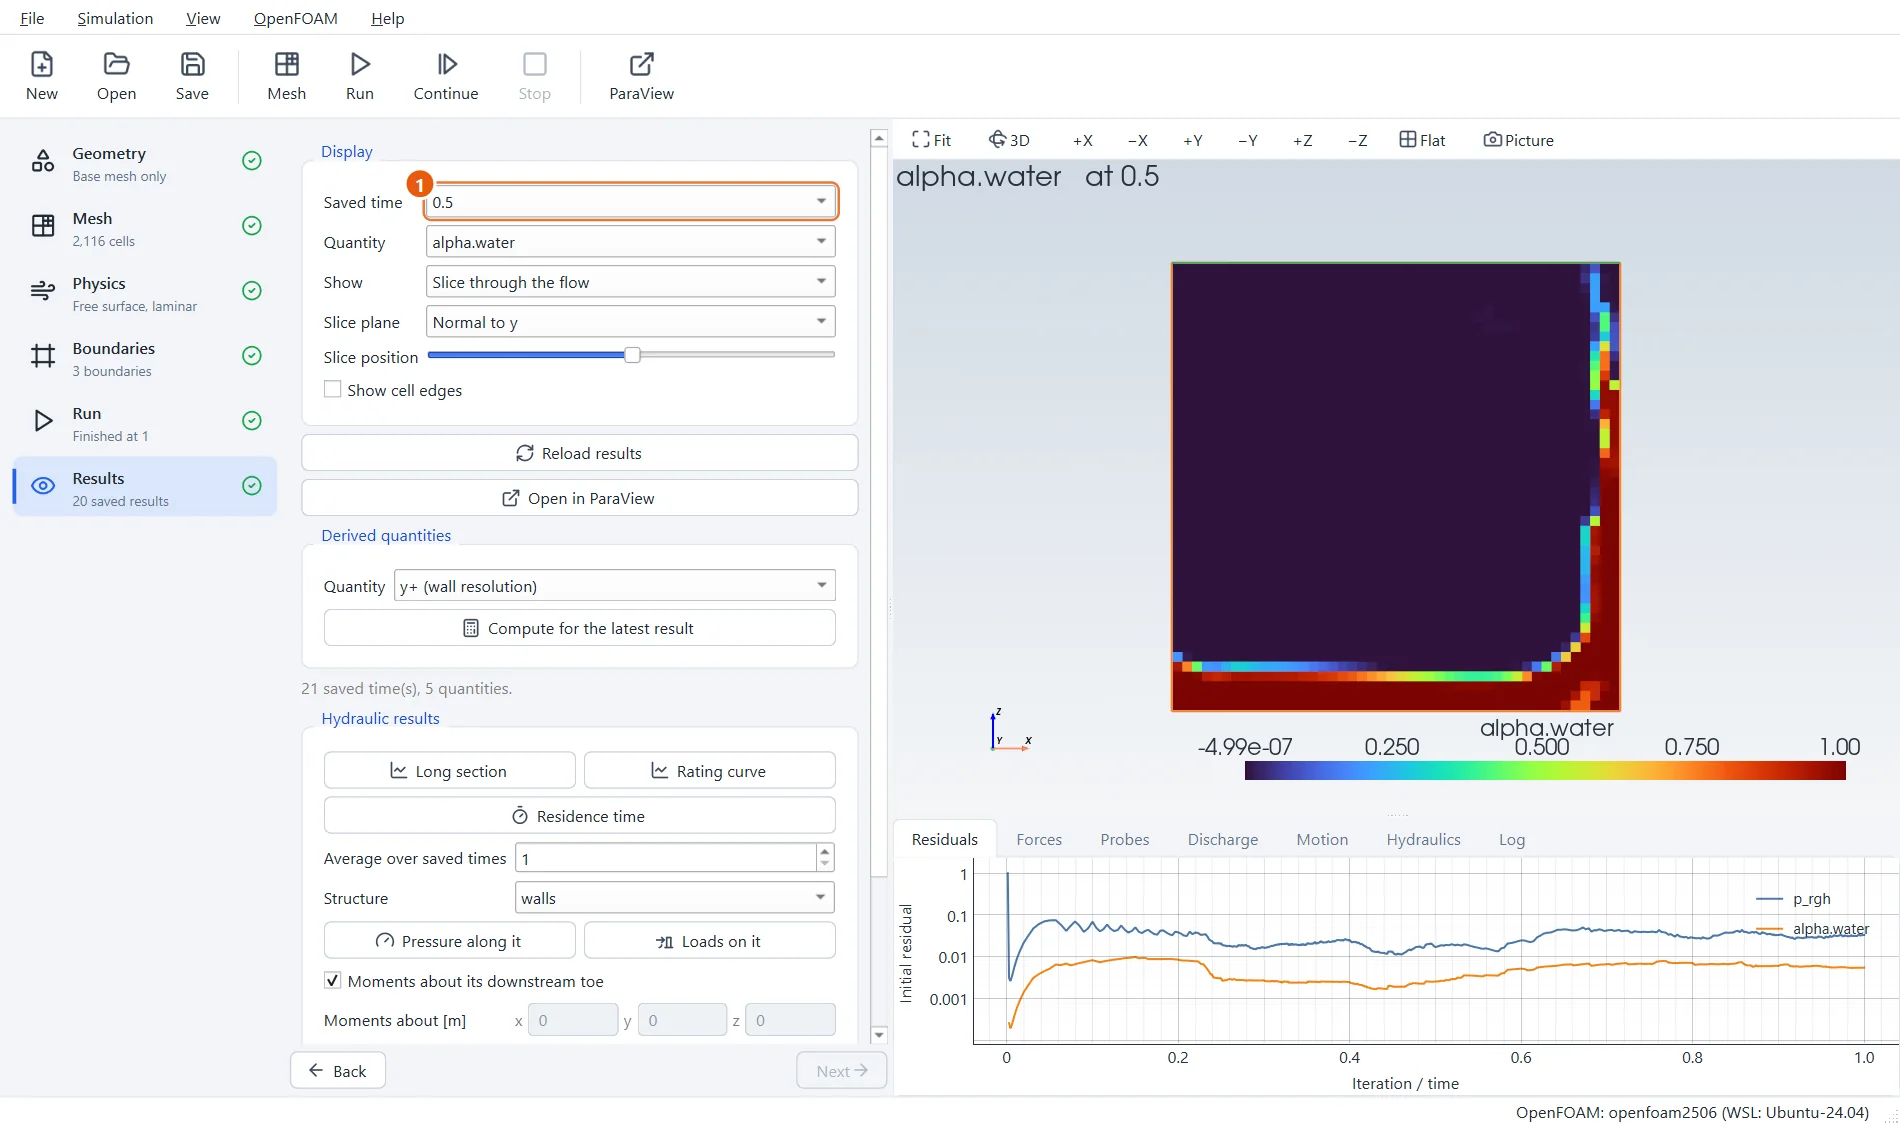 File Simulation View OpenFOAM Help
New Open Save Mesh Run Continue Stop ParaView
Geometry
Base mesh only
Mesh
2,116 cells
Physics
Free surface, laminar
Boundaries
3 boundaries
Run
Finished at 1
Results
20 saved results
Display
1
Saved time 0.5
Quantity alpha.water
Show Slice through the flow
Slice plane Normal to y
Slice position
Show cell edges
Reload results
Open in ParaView
Derived quantities
Quantity y+ (wall resolution)
Compute for the latest result
21 saved time(s), 5 quantities.
Hydraulic results
Long section Rating curve
Residence time
Average over saved times 1
Structure walls
Pressure along it Loads on it
Moments about its downstream toe
Moments about [m] x 0 y 0 z 0
Back Next
Fit 3D +X −X +Y −Y +Z −Z Flat Picture
alpha.water at 0.5
Z
Y X
alpha.water
-4.99e-07 0.250 0.500 0.750 1.00
Residuals Forces Probes Discharge Motion Hydraulics Log
Initial residual
1
0.1
0.01
0.001
p_rgh
alpha.water
0 0.2 0.4 0.6 0.8 1.0
Iteration / time
OpenFOAM: openfoam2506 (WSL: Ubuntu-24.04)